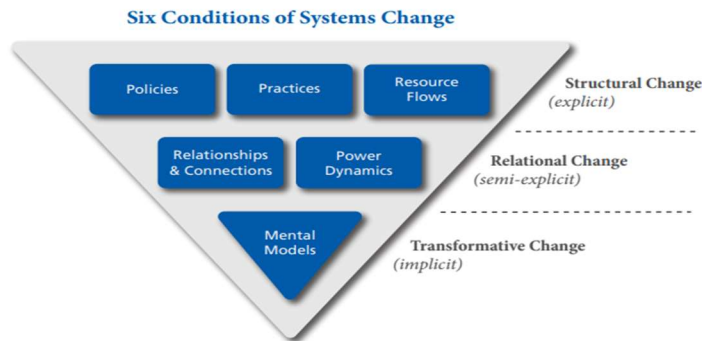 Six Conditions of Systems Change
Policies
Practices
Resource
Flows
Structural Change
(explicit)
Relationships
& Connections
Power
Dynamics
Relational Change
(semi-explicit)
Mental
Models
Transformative Change
(implicit)